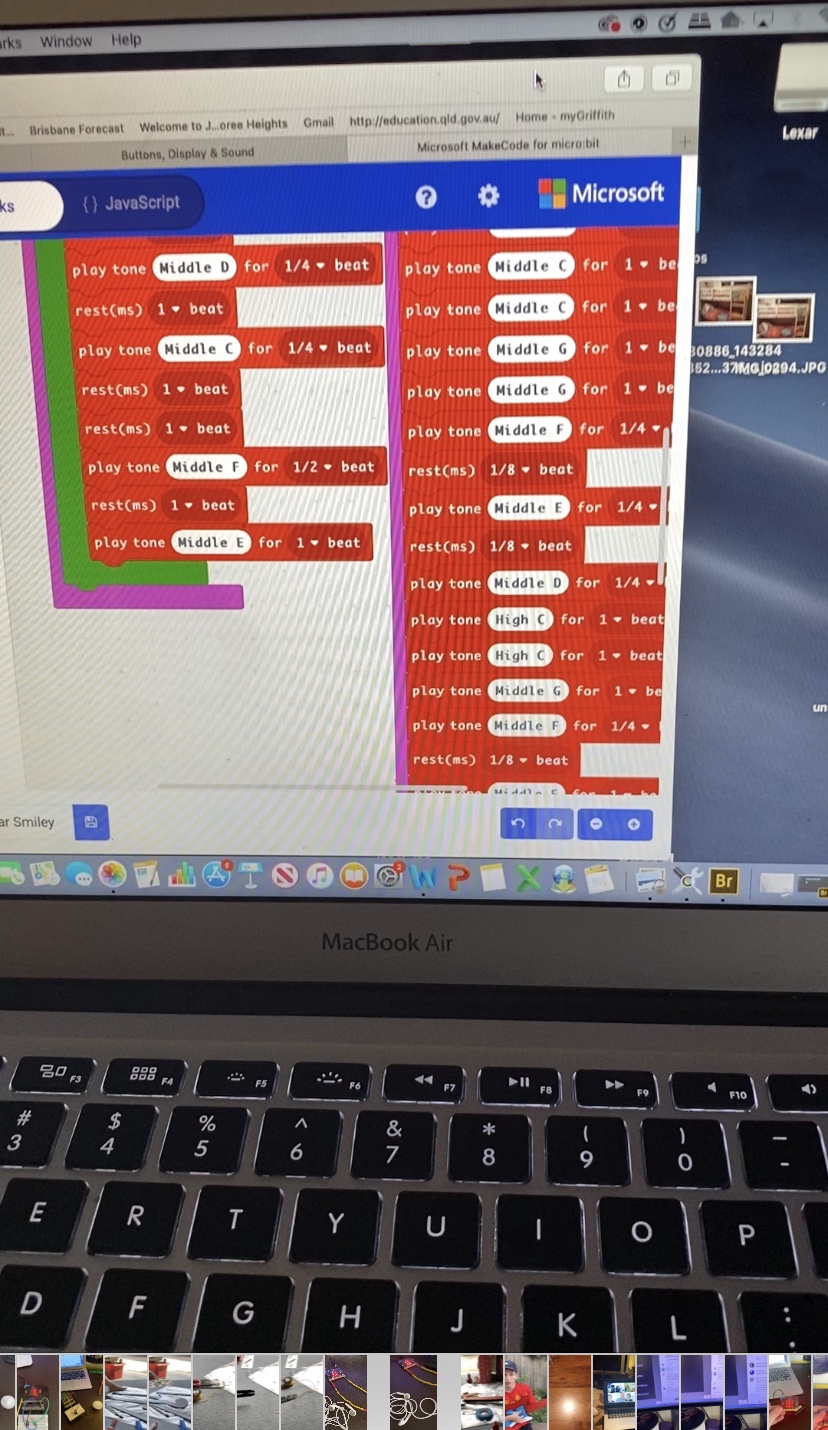 arks Window Help
Brisbane Forecast Welcome to J...oree Heights Gmail http://education.qld.gov.au/ Home - myGriffith
Buttons, Display & Sound Microsoft MakeCode for micro:bit
Lexar
ks {} JavaScript ? Microsoft
play tone Middle D for 1/4 beat
rest(ms) 1 beat
play tone Middle C for 1/4 beat
rest(ms) 1 beat
rest(ms) 1 beat
play tone Middle F for 1/2 beat
rest(ms) 1 beat
play tone Middle E for 1 beat
play tone Middle C for 1 be
play tone Middle C for 1 be
play tone Middle G for 1 be
play tone Middle G for 1 be
play tone Middle F for 1/4
rest(ms) 1/8 beat
play tone Middle E for 1/4
rest(ms) 1/8 beat
play tone Middle D for 1/4
play tone High C for 1 beat
play tone High C for 1 beat
play tone Middle G for 1 be
play tone Middle F for 1/4
rest(ms) 1/8 beat
os
30886_143284
un
ar Smiley
Br
MacBook Air
F3 F4 F5 F6 F7 F8 F9 F10
# $ % ^ & * ( ) _
3 4 5 6 7 8 9 0 -
E R T Y U I O P
D F G H J K L :